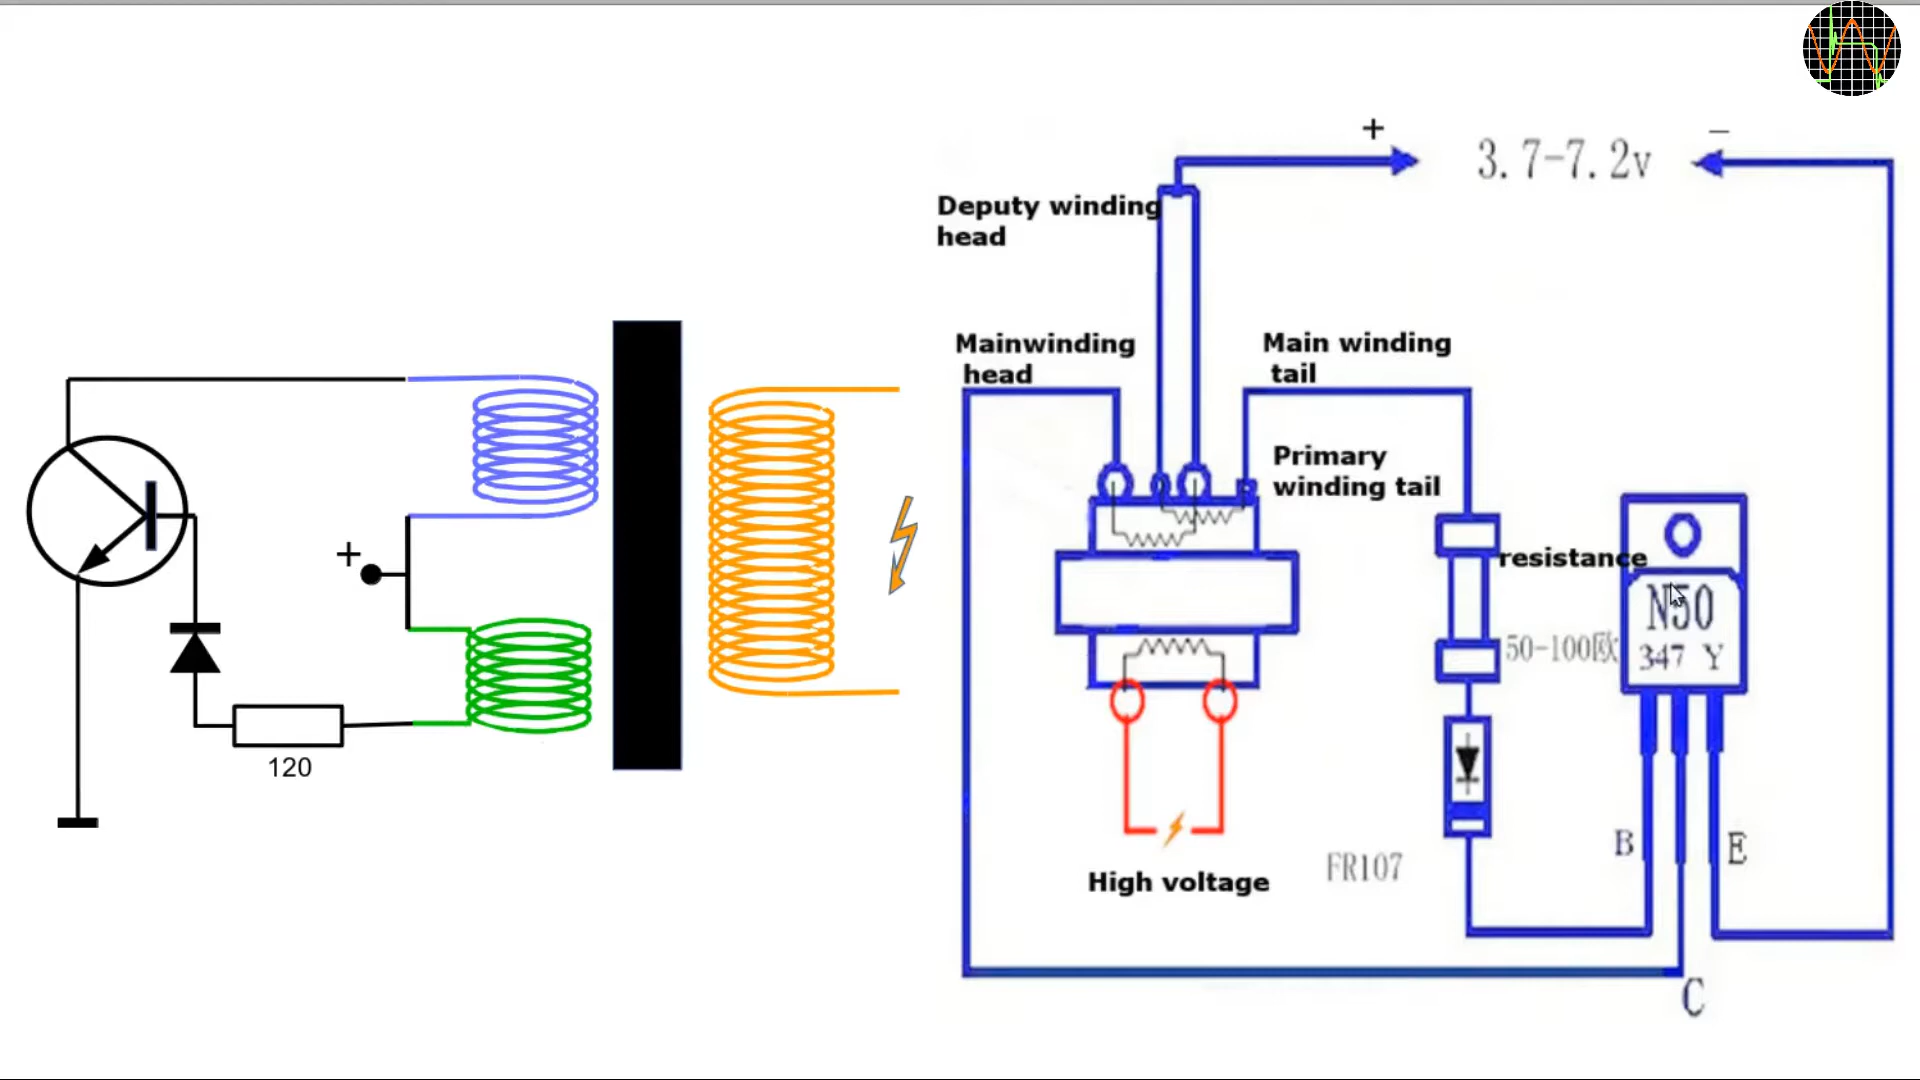 +
120
+
3.7-7.2v
−
Deputy winding
head
Mainwinding
head
Main winding
tail
Primary
winding tail
resistance
50-100欧
N50
347 Y
High voltage
FR107
B
E
C